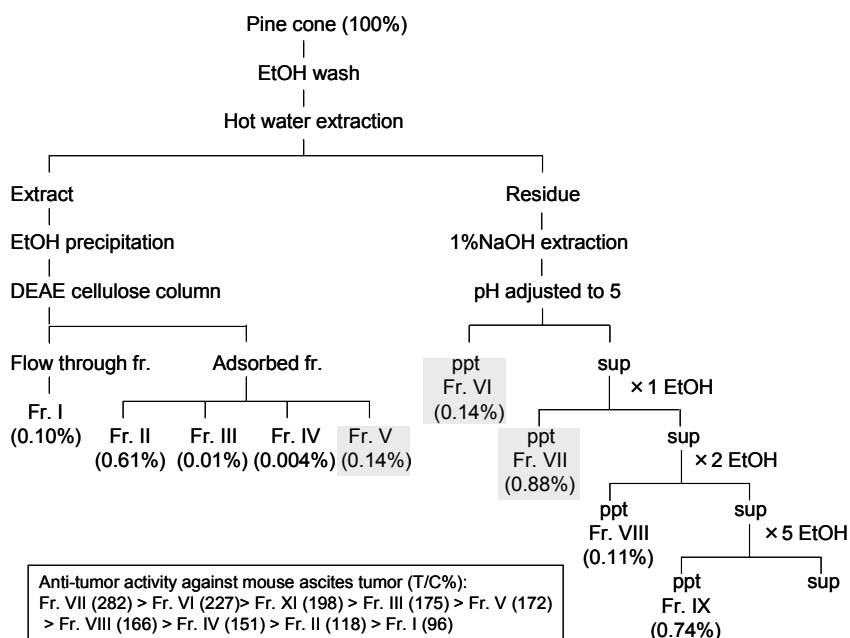 Pine cone (100%)
EtOH wash
Hot water extraction
Extract
Residue
EtOH precipitation
1%NaOH extraction
DEAE cellulose column
pH adjusted to 5
Flow through fr.
Adsorbed fr.
ppt
Fr. VI
(0.14%)
sup
×1 EtOH
Fr. I
(0.10%)
Fr. II
(0.61%)
Fr. III
(0.01%)
Fr. IV
(0.004%)
Fr. V
(0.14%)
ppt
Fr. VII
(0.88%)
sup
×2 EtOH
ppt
Fr. VIII
(0.11%)
sup
×5 EtOH
ppt
Fr. IX
(0.74%)
sup
Anti-tumor activity against mouse ascites tumor (T/C%):
Fr. VII (282) > Fr. VI (227)> Fr. XI (198) > Fr. III (175) > Fr. V (172)
> Fr. VIII (166) > Fr. IV (151) > Fr. II (118) > Fr. I (96)